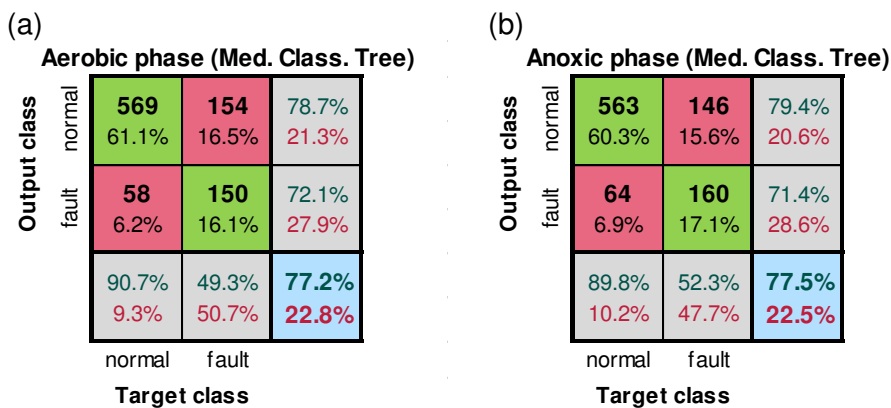 (a)
Aerobic phase (Med. Class. Tree)
Output class
normal
fault
569 154 78.7%
61.1% 16.5% 21.3%
58 150 72.1%
6.2% 16.1% 27.9%
90.7% 49.3% 77.2%
9.3% 50.7% 22.8%
normal fault
Target class
(b)
Anoxic phase (Med. Class. Tree)
Output class
normal
fault
563 146 79.4%
60.3% 15.6% 20.6%
64 160 71.4%
6.9% 17.1% 28.6%
89.8% 52.3% 77.5%
10.2% 47.7% 22.5%
normal fault
Target class